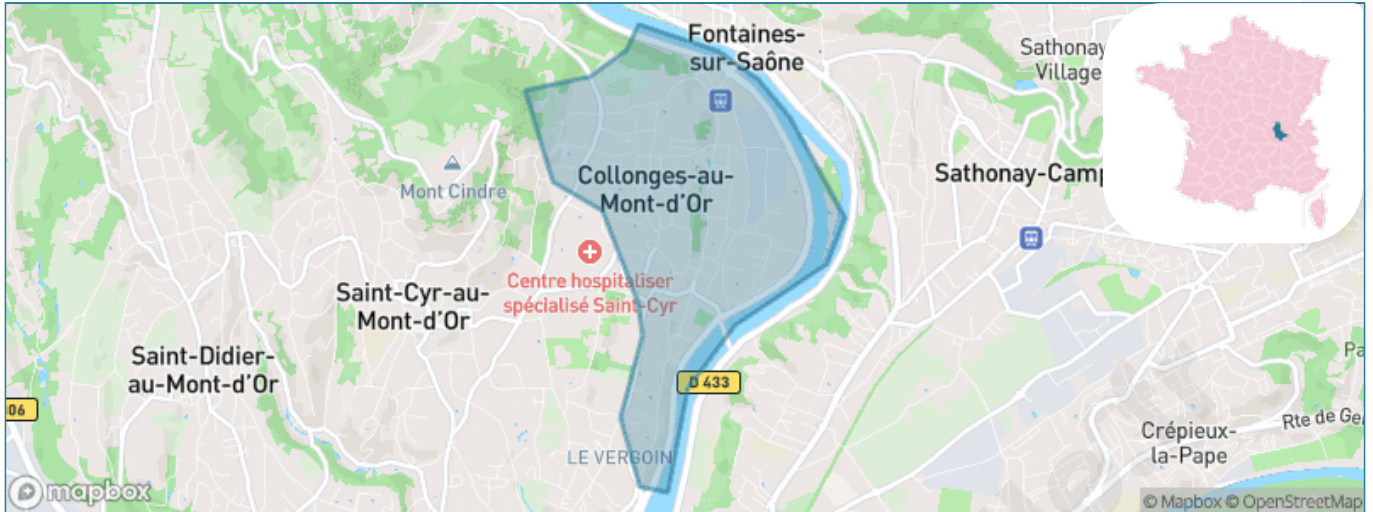 Fontaines-
sur-Saône
Sathonay
Village
Mont Cindre
Collonges-au-
Mont-d'Or
Sathonay-Camp
Centre hospitaliser
spécialisé Saint-Cyr
Saint-Cyr-au-
Mont-d'Or
Saint-Didier-
au-Mont-d'Or
D 433
06
LE VERGOIN
Crépieux-
la-Pape
Rte de Ge
Pa
mapbox
© Mapbox © OpenStreetMap